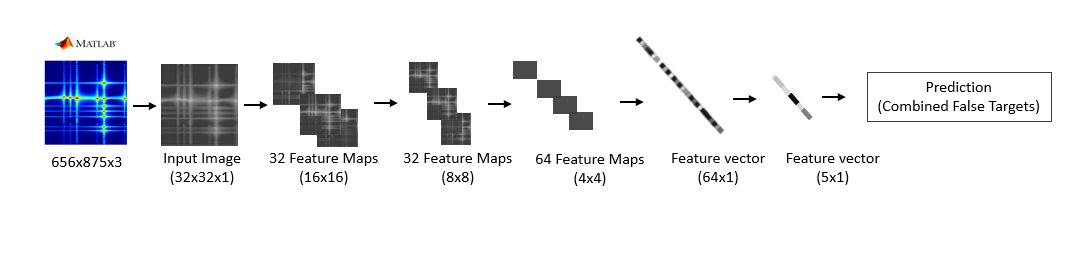 MATLAB
656x875x3
Input Image
(32x32x1)
32 Feature Maps
(16x16)
32 Feature Maps
(8x8)
64 Feature Maps
(4x4)
Feature vector
(64x1)
Feature vector
(5x1)
Prediction
(Combined False Targets)